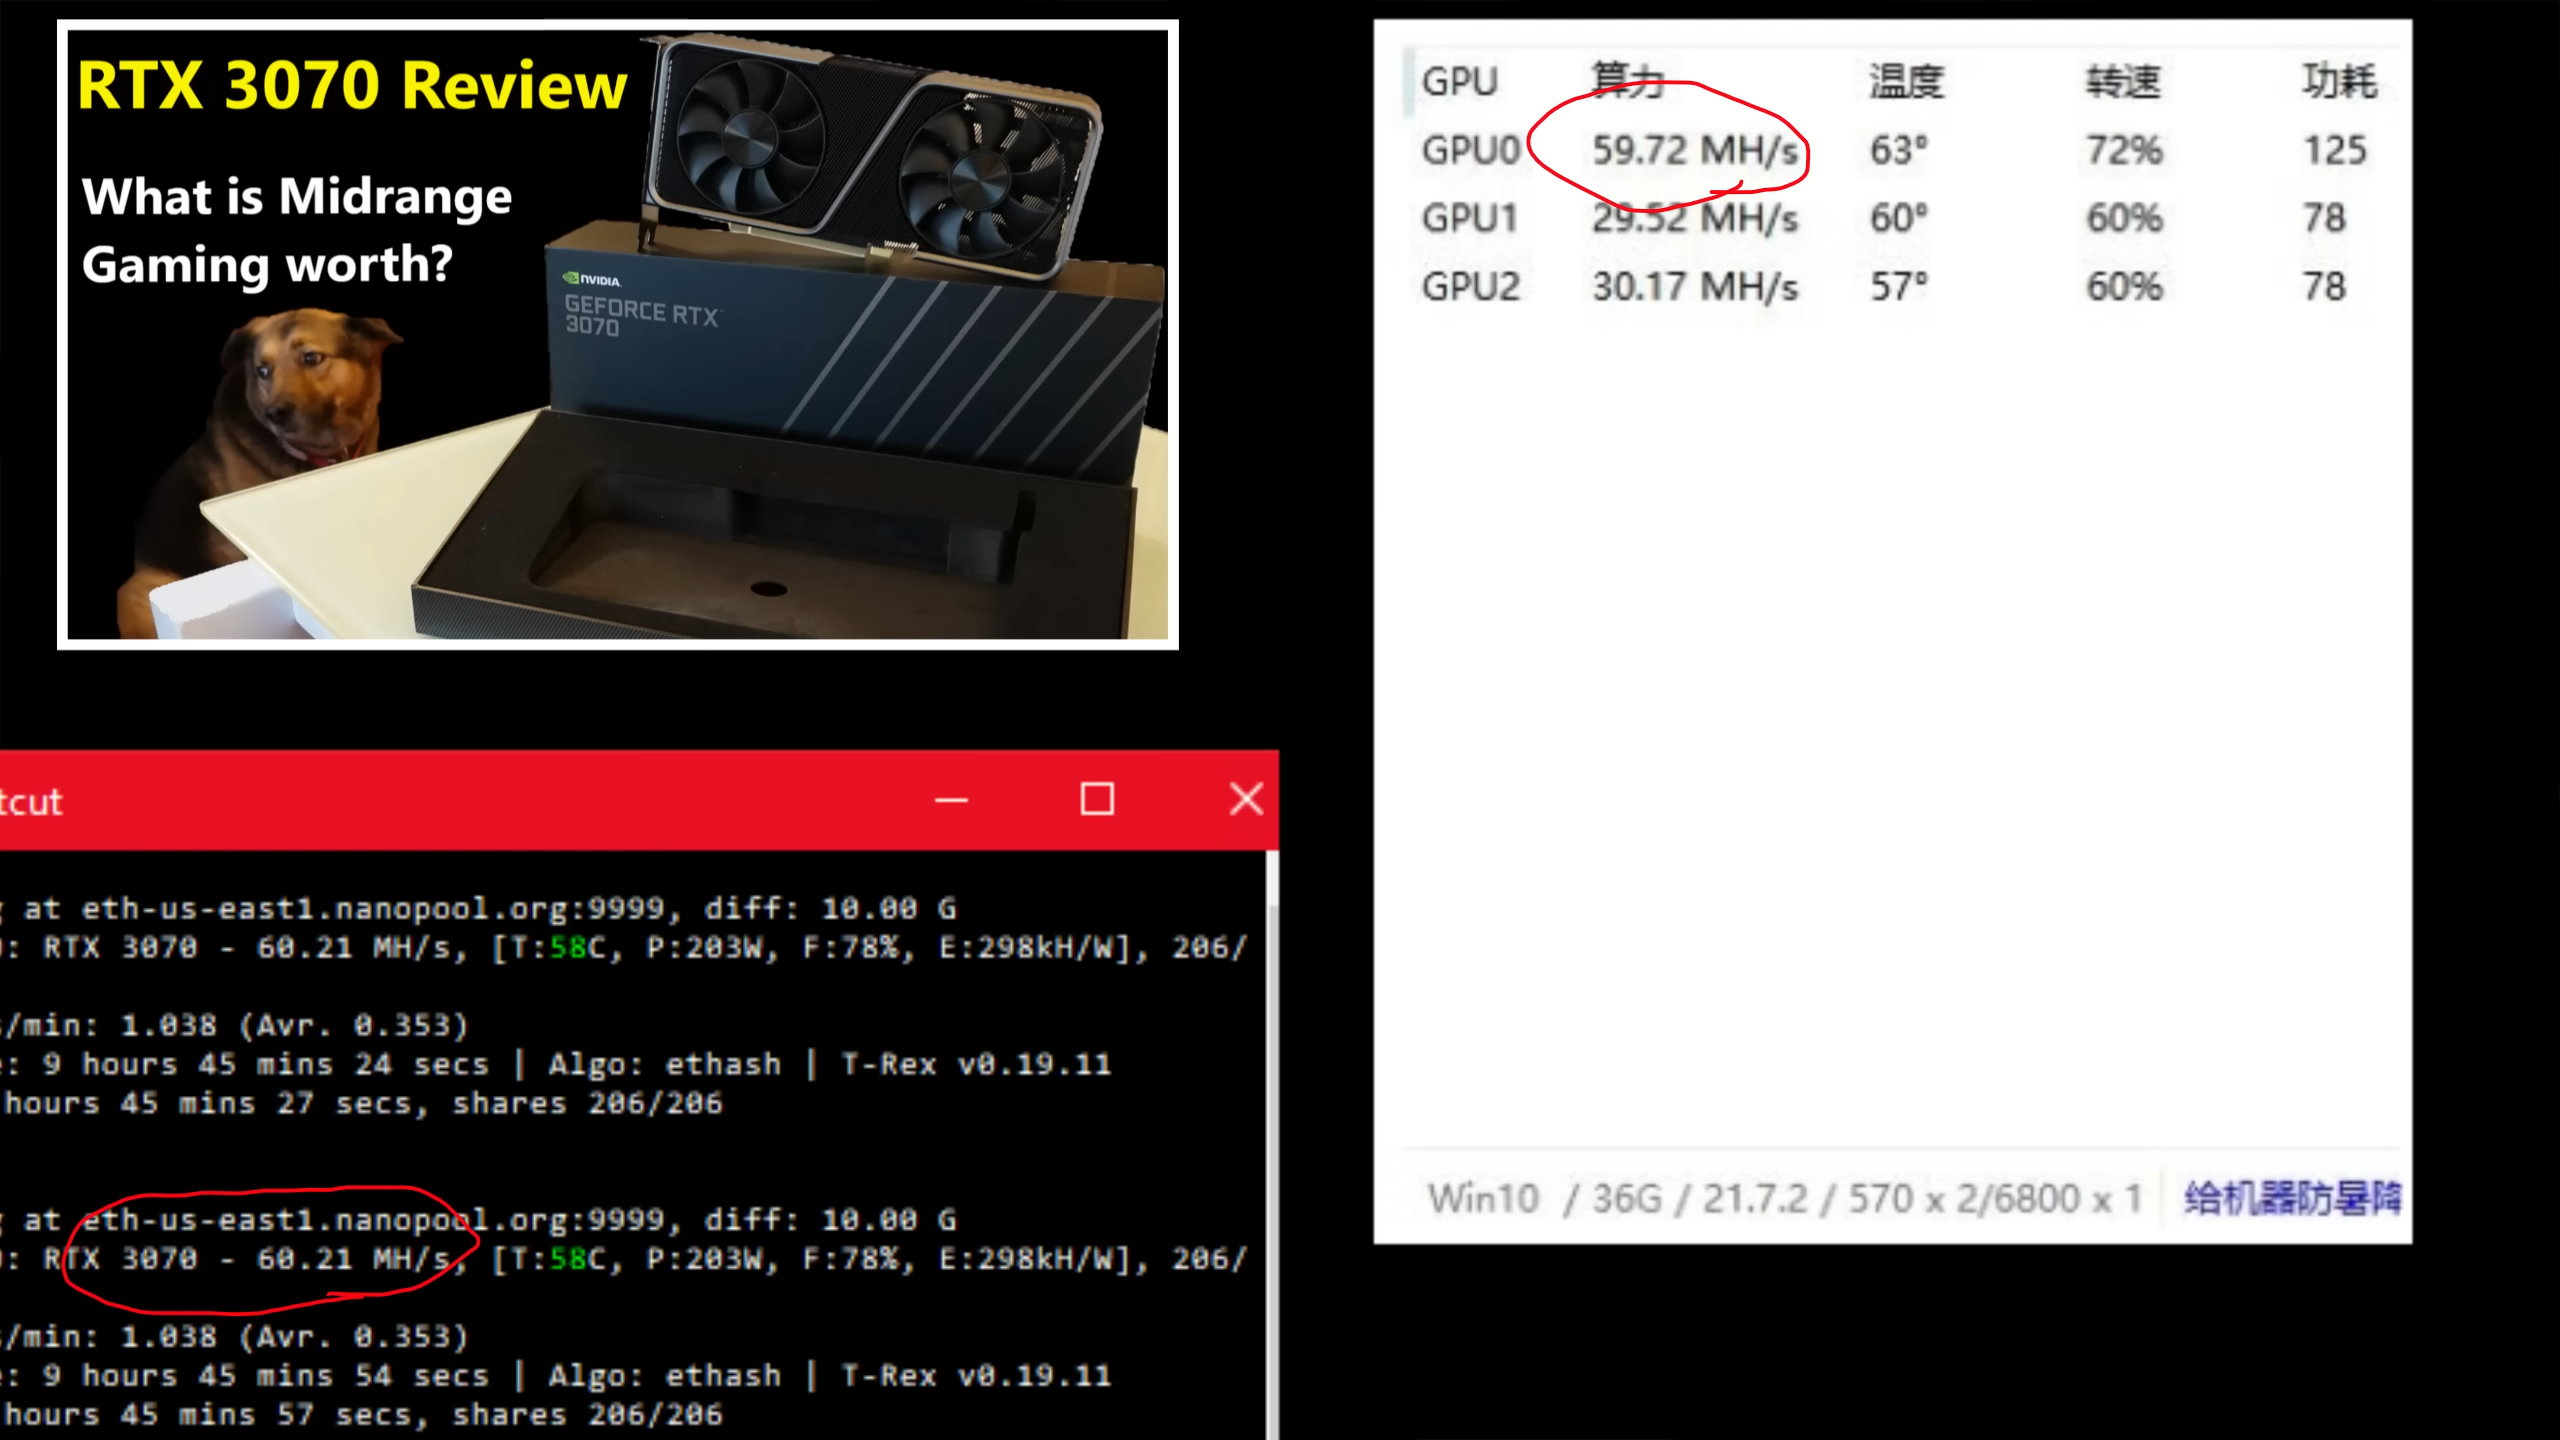 RTX 3070 Review
What is Midrange
Gaming worth?
NVIDIA
GEFORCE RTX
3070
GPU 算力 温度 转速 功耗
GPU0 59.72 MH/s 63° 72% 125
GPU1 29.52 MH/s 60° 60% 78
GPU2 30.17 MH/s 57° 60% 78
Win10 / 36G / 21.7.2 / 570 x 2/6800 x 1 给机器防暑降
tcut
g at eth-us-east1.nanopool.org:9999, diff: 10.00 G
0: RTX 3070 - 60.21 MH/s, [T:58C, P:203W, F:78%, E:298kH/W], 206/
s/min: 1.038 (Avr. 0.353)
e: 9 hours 45 mins 24 secs | Algo: ethash | T-Rex v0.19.11
hours 45 mins 27 secs, shares 206/206
g at eth-us-east1.nanopool.org:9999, diff: 10.00 G
0: RTX 3070 - 60.21 MH/s, [T:58C, P:203W, F:78%, E:298kH/W], 206/
s/min: 1.038 (Avr. 0.353)
e: 9 hours 45 mins 54 secs | Algo: ethash | T-Rex v0.19.11
hours 45 mins 57 secs, shares 206/206